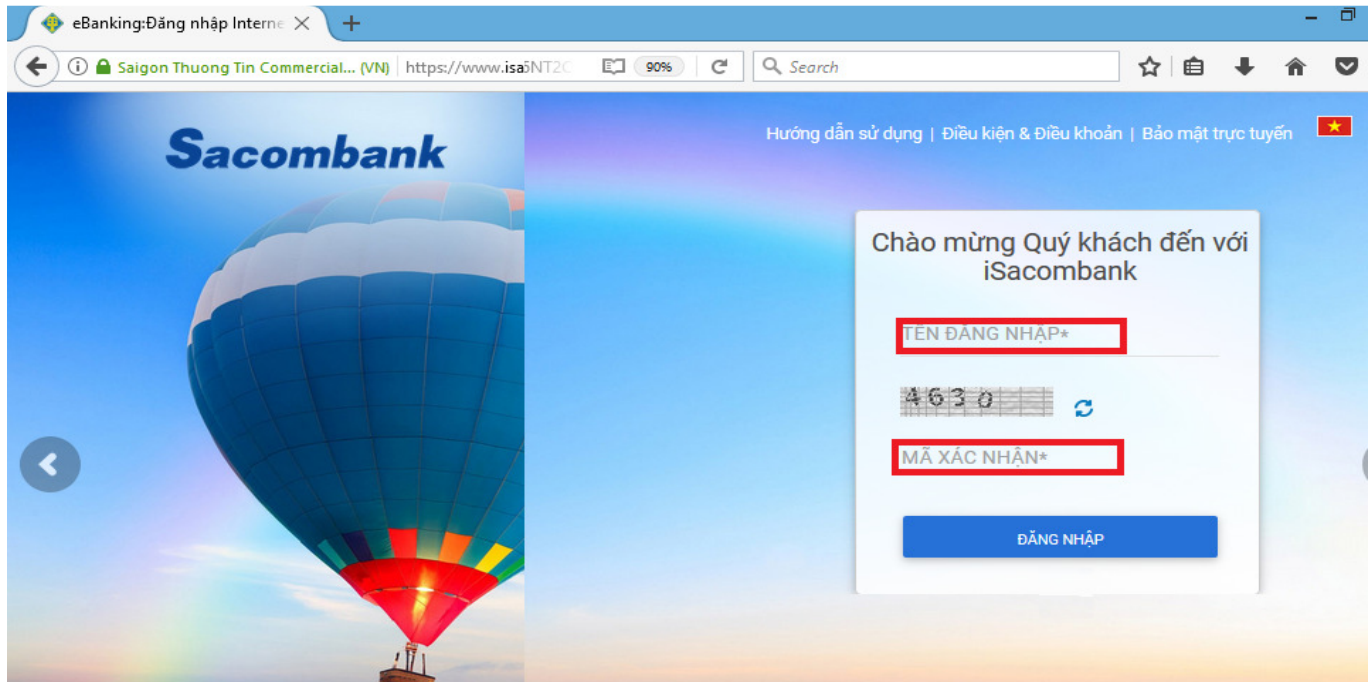 eBanking:Đăng nhập Interne
Saigon Thuong Tin Commercial... (VN) https://www.isa 90% Search
Sacombank
Hướng dẫn sử dụng | Điều kiện & Điều khoản | Bảo mật trực tuyến
Chào mừng Quý khách đến với
iSacombank
TÊN ĐĂNG NHẬP*
4630
MÃ XÁC NHẬN*
ĐĂNG NHẬP